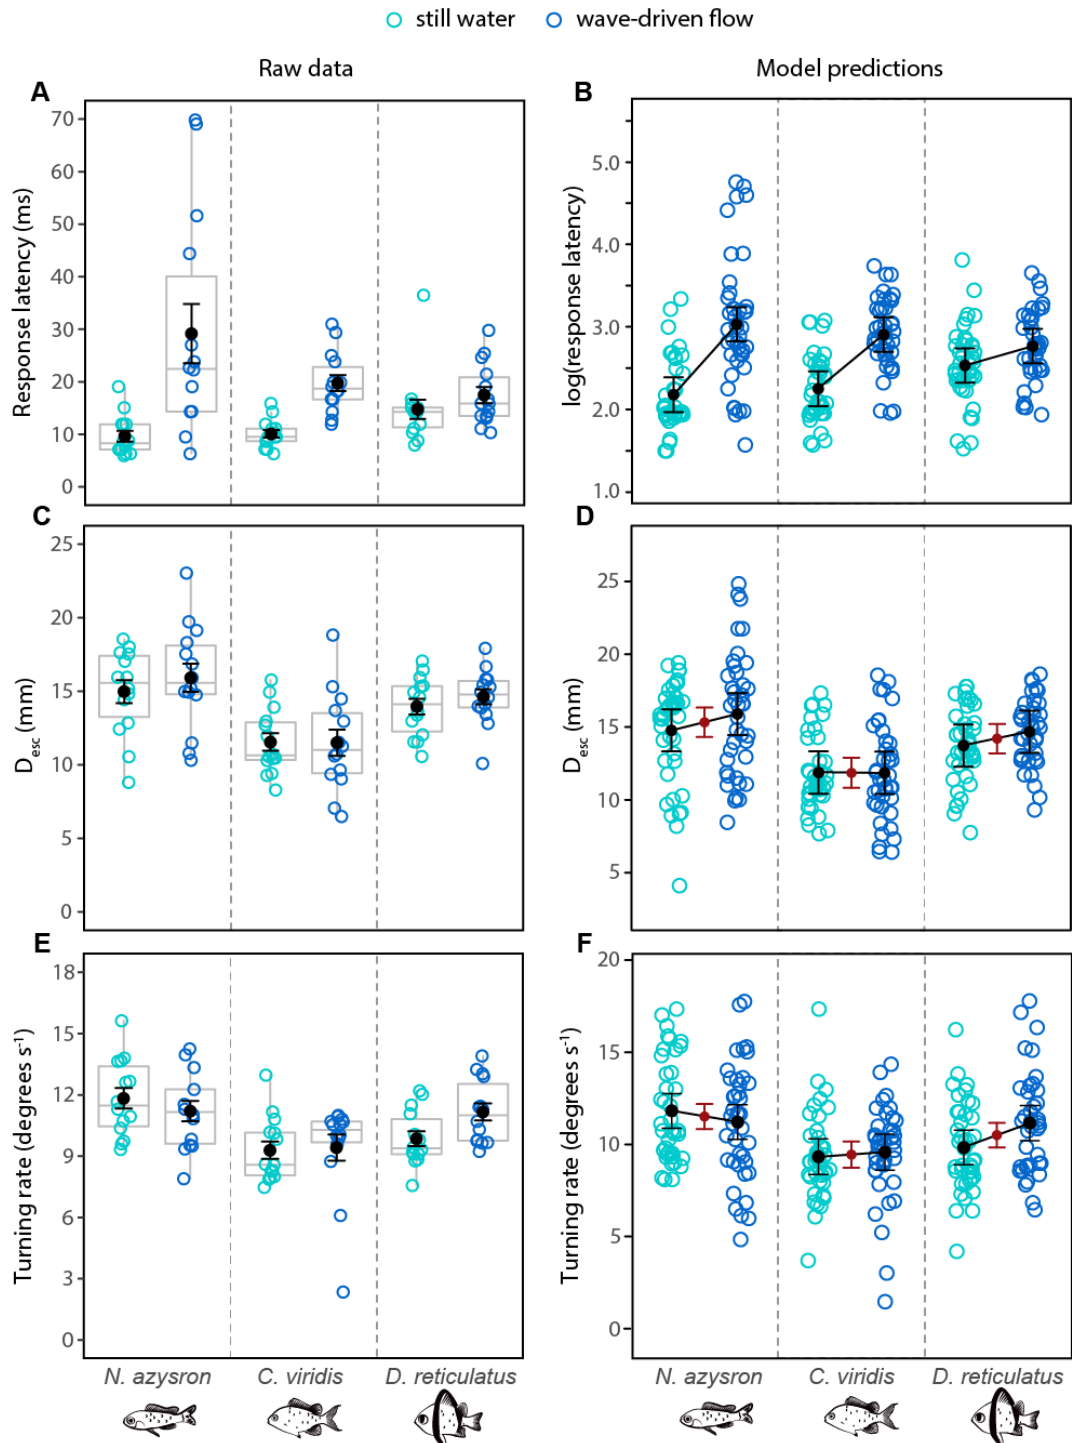 still water wave-driven flow
Raw data Model predictions
A
B
Response latency (ms)
70
60
50
40
30
20
10
0
log(response latency)
5.0
4.0
3.0
2.0
1.0
C
D
D_esc (mm)
25
20
15
10
5
0
D_esc (mm)
25
20
15
10
5
E
F
Turning rate (degrees s⁻¹)
18
15
12
9
6
3
0
Turning rate (degrees s⁻¹)
20
15
10
5
0
N. azysron C. viridis D. reticulatus
N. azysron C. viridis D. reticulatus